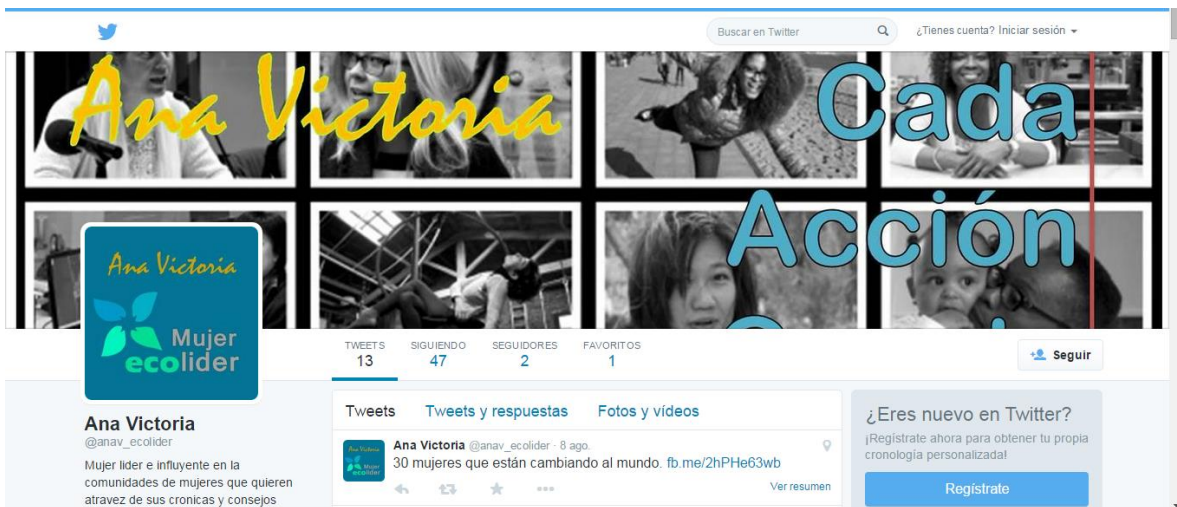 Buscar en Twitter
¿Tienes cuenta? Iniciar sesión
Ana Victoria
Cada
Acción
Ana Victoria
Mujer
ecolider
TWEETS SIGUIENDO SEGUIDORES FAVORITOS
13 47 2 1
Seguir
Ana Victoria
@anav_ecolider
Mujer lider e influyente en la
comunidades de mujeres que quieren
atravez de sus cronicas y consejos
Tweets Tweets y respuestas Fotos y vídeos
Ana Victoria @anav_ecolider · 8 ago.
30 mujeres que están cambiando al mundo. fb.me/2hPHe63wb
Ver resumen
¿Eres nuevo en Twitter?
¡Regístrate ahora para obtener tu propia
cronología personalizada!
Regístrate